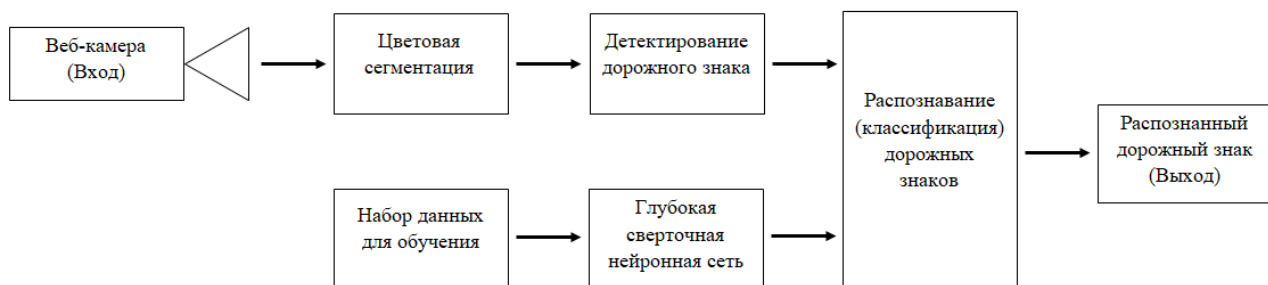 Веб-камера
(Вход)
Цветовая
сегментация
Детектирование
дорожного знака
Распознавание
(классификация)
дорожных
знаков
Распознанный
дорожный знак
(Выход)
Набор данных
для обучения
Глубокая
сверточная
нейронная сеть